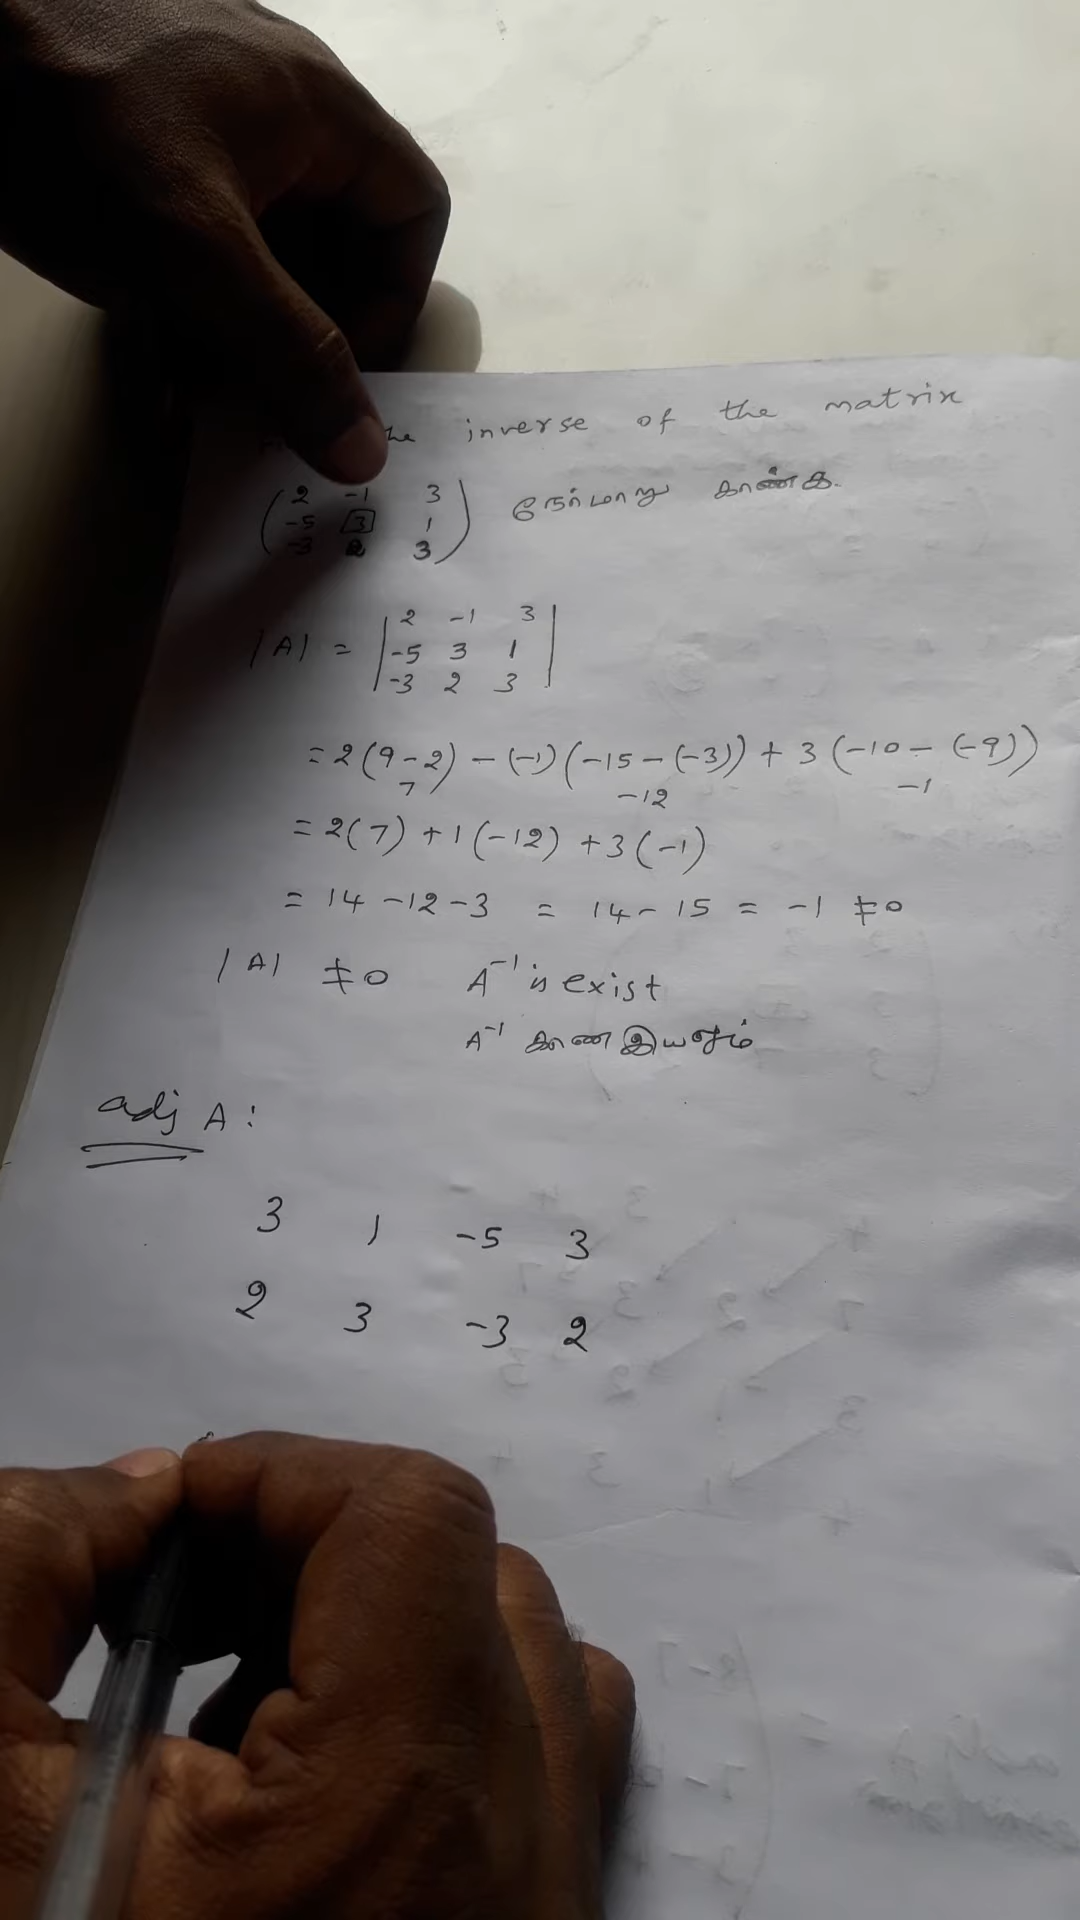 he inverse of the matrix
( 2 -1 3
-5 3 1
-3 2 3 ) நேர்மாறு காண்க.
|A| = | 2 -1 3
-5 3 1
-3 2 3 |
= 2(9-2) - (-1)(-15-(-3)) + 3(-10-(-9))
7 -12 -1
= 2(7) + 1(-12) + 3(-1)
= 14 -12 -3 = 14 - 15 = -1 ≠0
|A| ≠0 A⁻¹ is exist
A⁻¹ காண இயலும்
adj A :
3 1 -5 3
2 3 -3 2